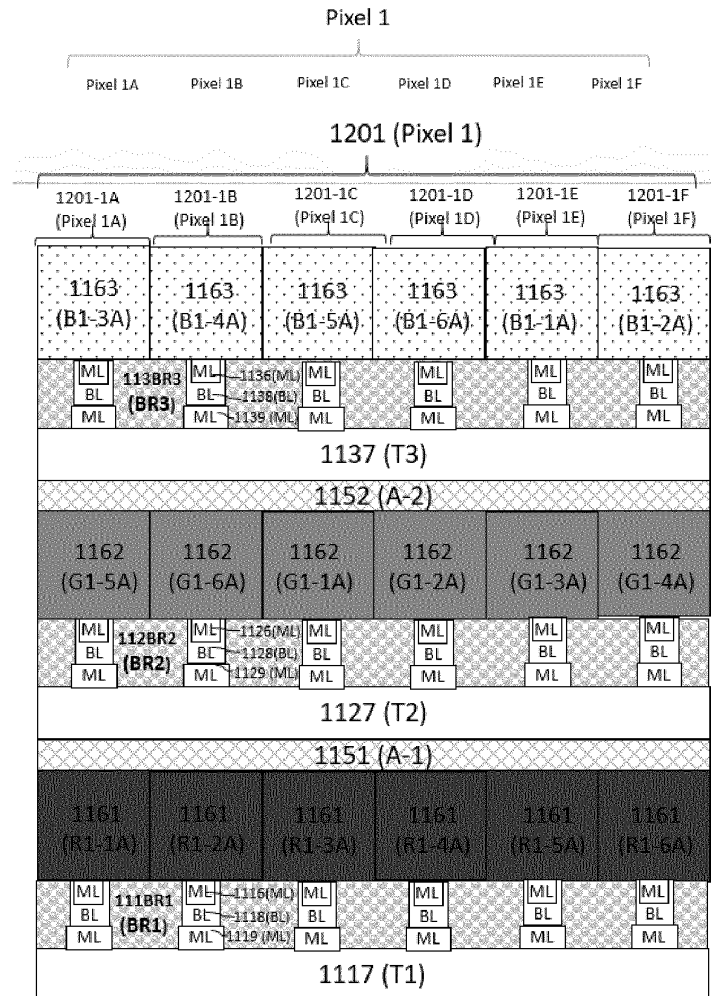 Pixel 1
Pixel 1A Pixel 1B Pixel 1C Pixel 1D Pixel 1E Pixel 1F
1201 (Pixel 1)
1201-1A 1201-1B 1201-1C 1201-1D 1201-1E 1201-1F
(Pixel 1A) (Pixel 1B) (Pixel 1C) (Pixel 1D) (Pixel 1E) (Pixel 1F)
1163 1163 1163 1163 1163 1163
(B1-3A) (B1-4A) (B1-5A) (B1-6A) (B1-1A) (B1-2A)
ML 113BR3 ML 1136(ML) ML ML ML ML
BL (BR3) BL 1138(BL) BL BL BL BL
ML ML 1139 (ML) ML ML ML ML
1137 (T3)
1152 (A-2)
1162 1162 1162 1162 1162 1162
(G1-5A) (G1-6A) (G1-1A) (G1-2A) (G1-3A) (G1-4A)
ML 112BR2 ML 1126(ML) ML ML ML ML
BL (BR2) BL 1128(BL) BL BL BL BL
ML ML 1129 (ML) ML ML ML ML
1127 (T2)
1151 (A-1)
1161 1161 1161 1161 1161 1161
(R1-1A) (R1-2A) (R1-3A) (R1-4A) (R1-5A) (R1-6A)
ML 111BR1 ML 1116(ML) ML ML ML ML
BL (BR1) BL 1118(BL) BL BL BL BL
ML ML 1119 (ML) ML ML ML ML
1117 (T1)